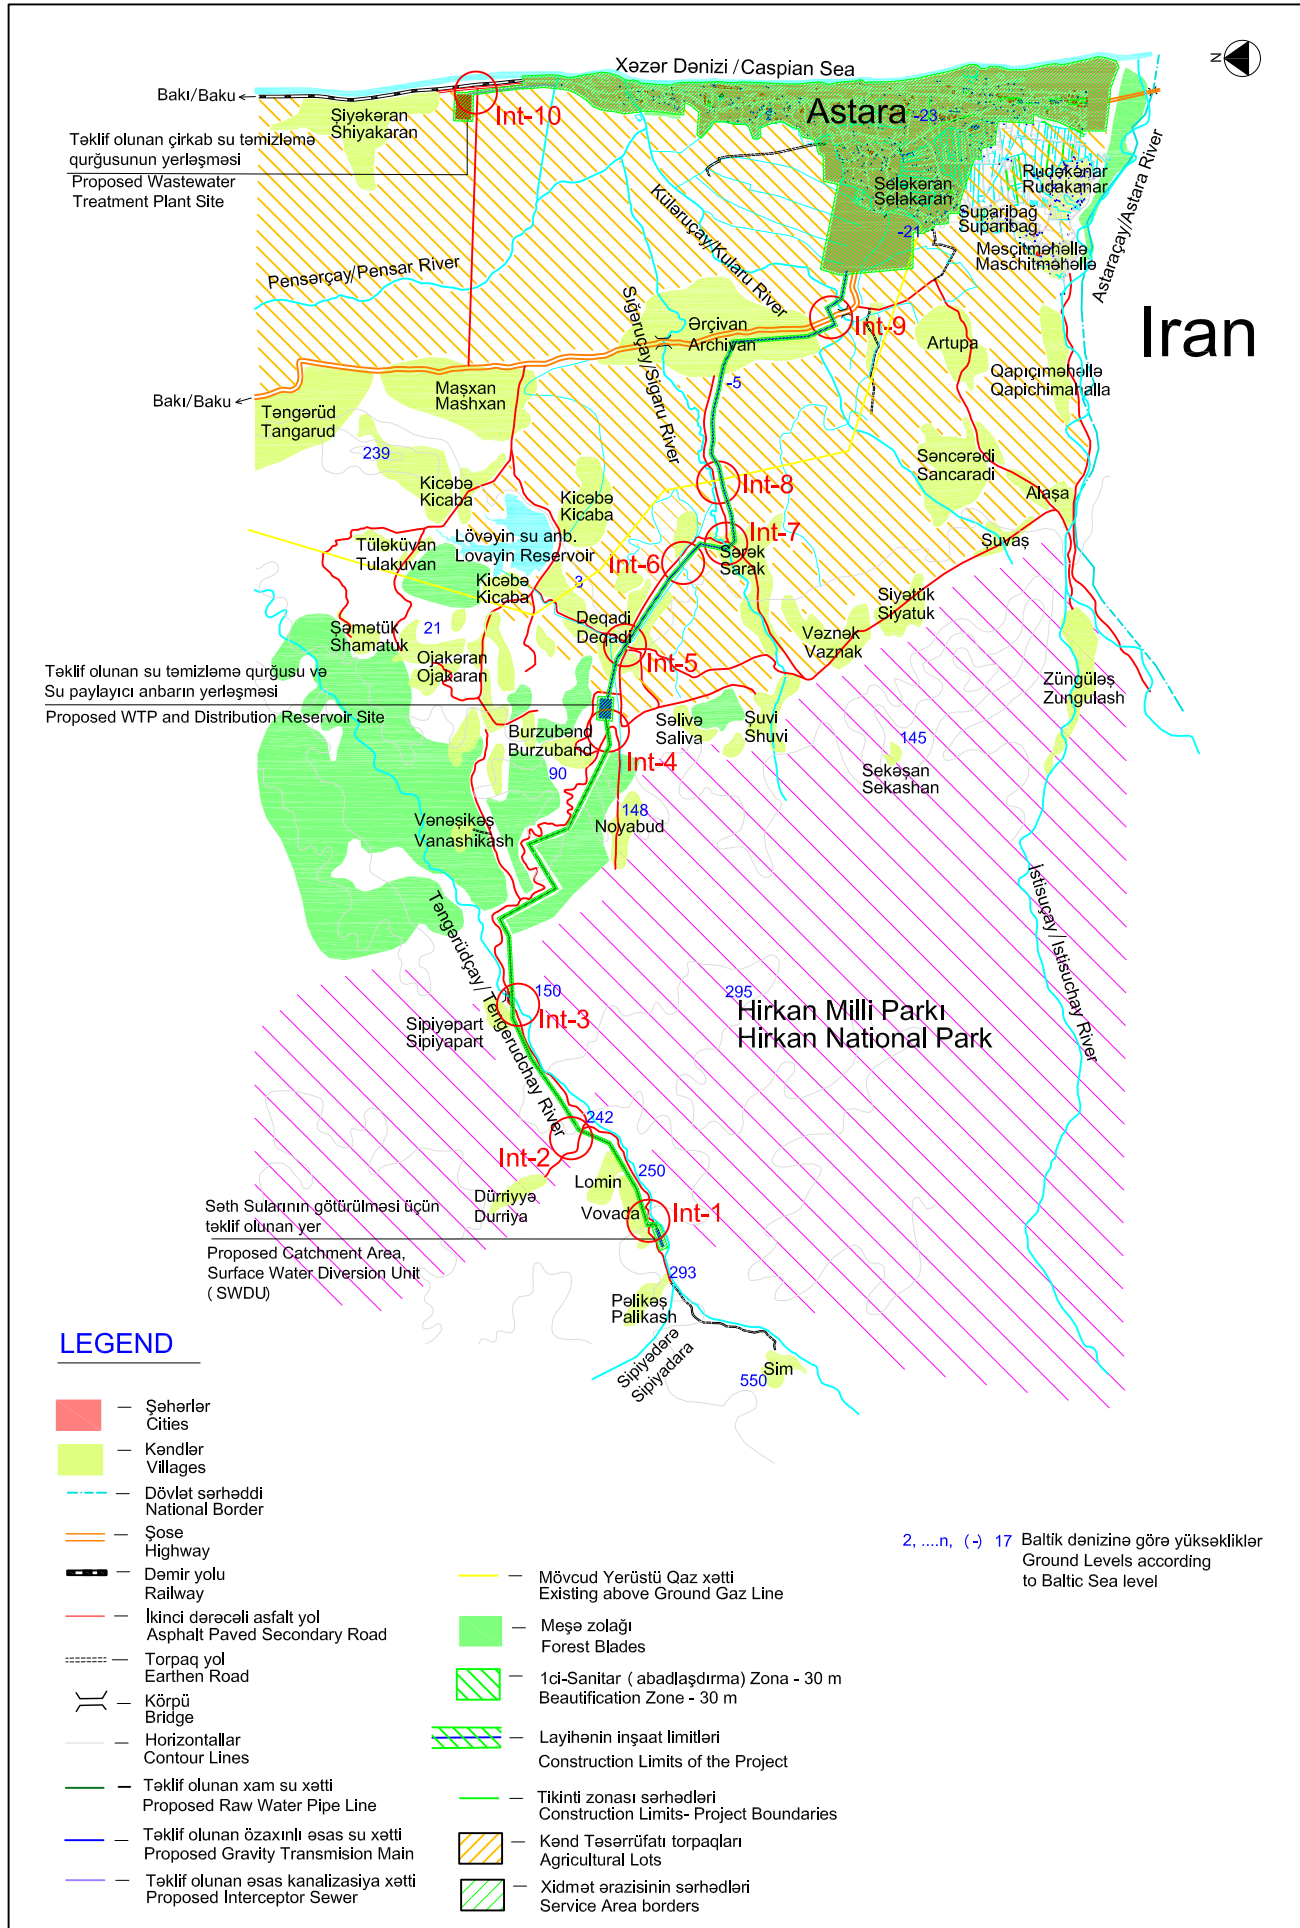 N
Xəzər Dənizi /Caspian Sea
Bakı/Baku
Şiyəkəran
Shiyakaran
Int-10
Astara
-23
Təklif olunan çirkab su təmizləmə
qurğusunun yerləşməsi
Proposed Wastewater
Treatment Plant Site
Rudəkənar
Rudakanar
Seləkəran
Selakaran
Suparibağ
Suparibag
-21
Məsçitməhəllə
Maschitməhəllə
Astaraçay/Astara River
Küləruçay/Kularu River
Pensərçay/Pensar River
Sığəruçay/Sigaru River
Iran
Ərçivan
Archivan
Int-9
Artupa
Qapıçıməhəllə
Qapichimahalla
Maşxan
Mashxan
-5
Bakı/Baku
Təngərüd
Tangarud
239
Səncərədi
Sancaradi
Kicəbə
Kicaba
Int-8
Kicəbə
Kicaba
Alaşa
Lövəyin su anb.
Lovayin Reservoir
Tüləküvan
Tulakuvan
Int-7
Şuvaş
Sərək
Sarak
Int-6
Kicəbə
Kicaba
3
Siyətük
Siyatuk
Deqadi
Deqadi
Şəmətük
Shamatuk
21
Vəznək
Vaznak
Ojakəran
Ojakaran
Int-5
Təklif olunan su təmizləmə qurğusu və
Su paylayıcı anbarın yerləşməsi
Proposed WTP and Distribution Reservoir Site
Züngüləş
Zungulash
Səlivə
Saliva
Şuvi
Shuvi
Burzubənd
Burzuband
Int-4
145
Sekəşan
Sekashan
90
148
Noyabud
Vənəşikəş
Vanashikash
İstisuçay/Istisuchay River
Təngərüdçay/Tengerudchay River
150
295
Int-3
Hirkan Milli Parkı
Hirkan National Park
Sipiyəpart
Sipiyapart
242
Int-2
250
Lomin
Dürriyyə
Durriya
Vovada
Int-1
Səth Sularının götürülməsi üçün
təklif olunan yer
Proposed Catchment Area,
Surface Water Diversion Unit
( SWDU)
293
Pəlikəş
Palikash
Sipiyədərə
Sipiyadara
Sim
550
LEGEND
Şəhərlər
Cities
Kəndlər
Villages
Dövlət sərhəddi
National Border
Şose
Highway
Dəmir yolu
Railway
İkinci dərəcəli asfalt yol
Asphalt Paved Secondary Road
Torpaq yol
Earthen Road
Körpü
Bridge
Horizontallar
Contour Lines
Təklif olunan xam su xətti
Proposed Raw Water Pipe Line
Təklif olunan özaxınlı əsas su xətti
Proposed Gravity Transmision Main
Təklif olunan əsas kanalizasiya xətti
Proposed Interceptor Sewer
Mövcud Yerüstü Qaz xətti
Existing above Ground Gaz Line
Meşə zolağı
Forest Blades
1ci-Sanitar ( abadlaşdırma) Zona - 30 m
Beautification Zone - 30 m
Layihənin inşaat limitləri
Construction Limits of the Project
Tikinti zonası sərhədləri
Construction Limits- Project Boundaries
Kənd Təsərrüfatı torpaqları
Agricultural Lots
Xidmət ərazisinin sərhədləri
Service Area borders
2, ....n, (-) 17 Baltik dənizinə görə yüksəkliklər
Ground Levels according
to Baltic Sea level